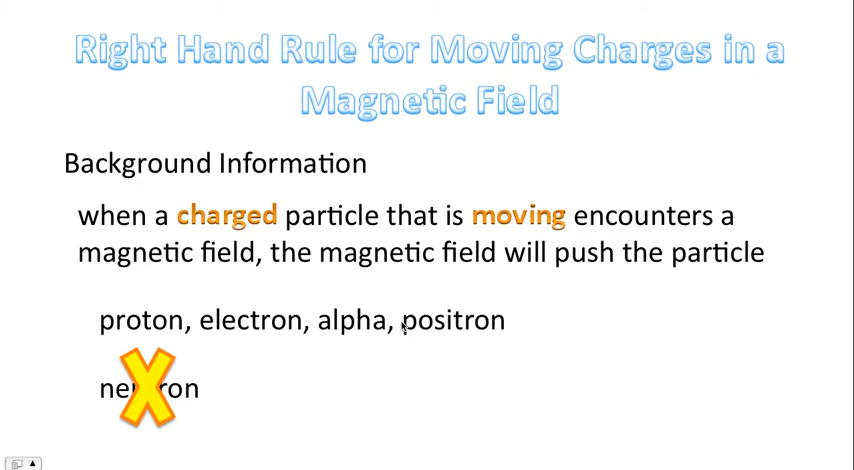 Right Hand Rule for Moving Charges in a
Magnetic Field
Background Information
when a charged particle that is moving encounters a
magnetic field, the magnetic field will push the particle
proton, electron, alpha, positron
neutron